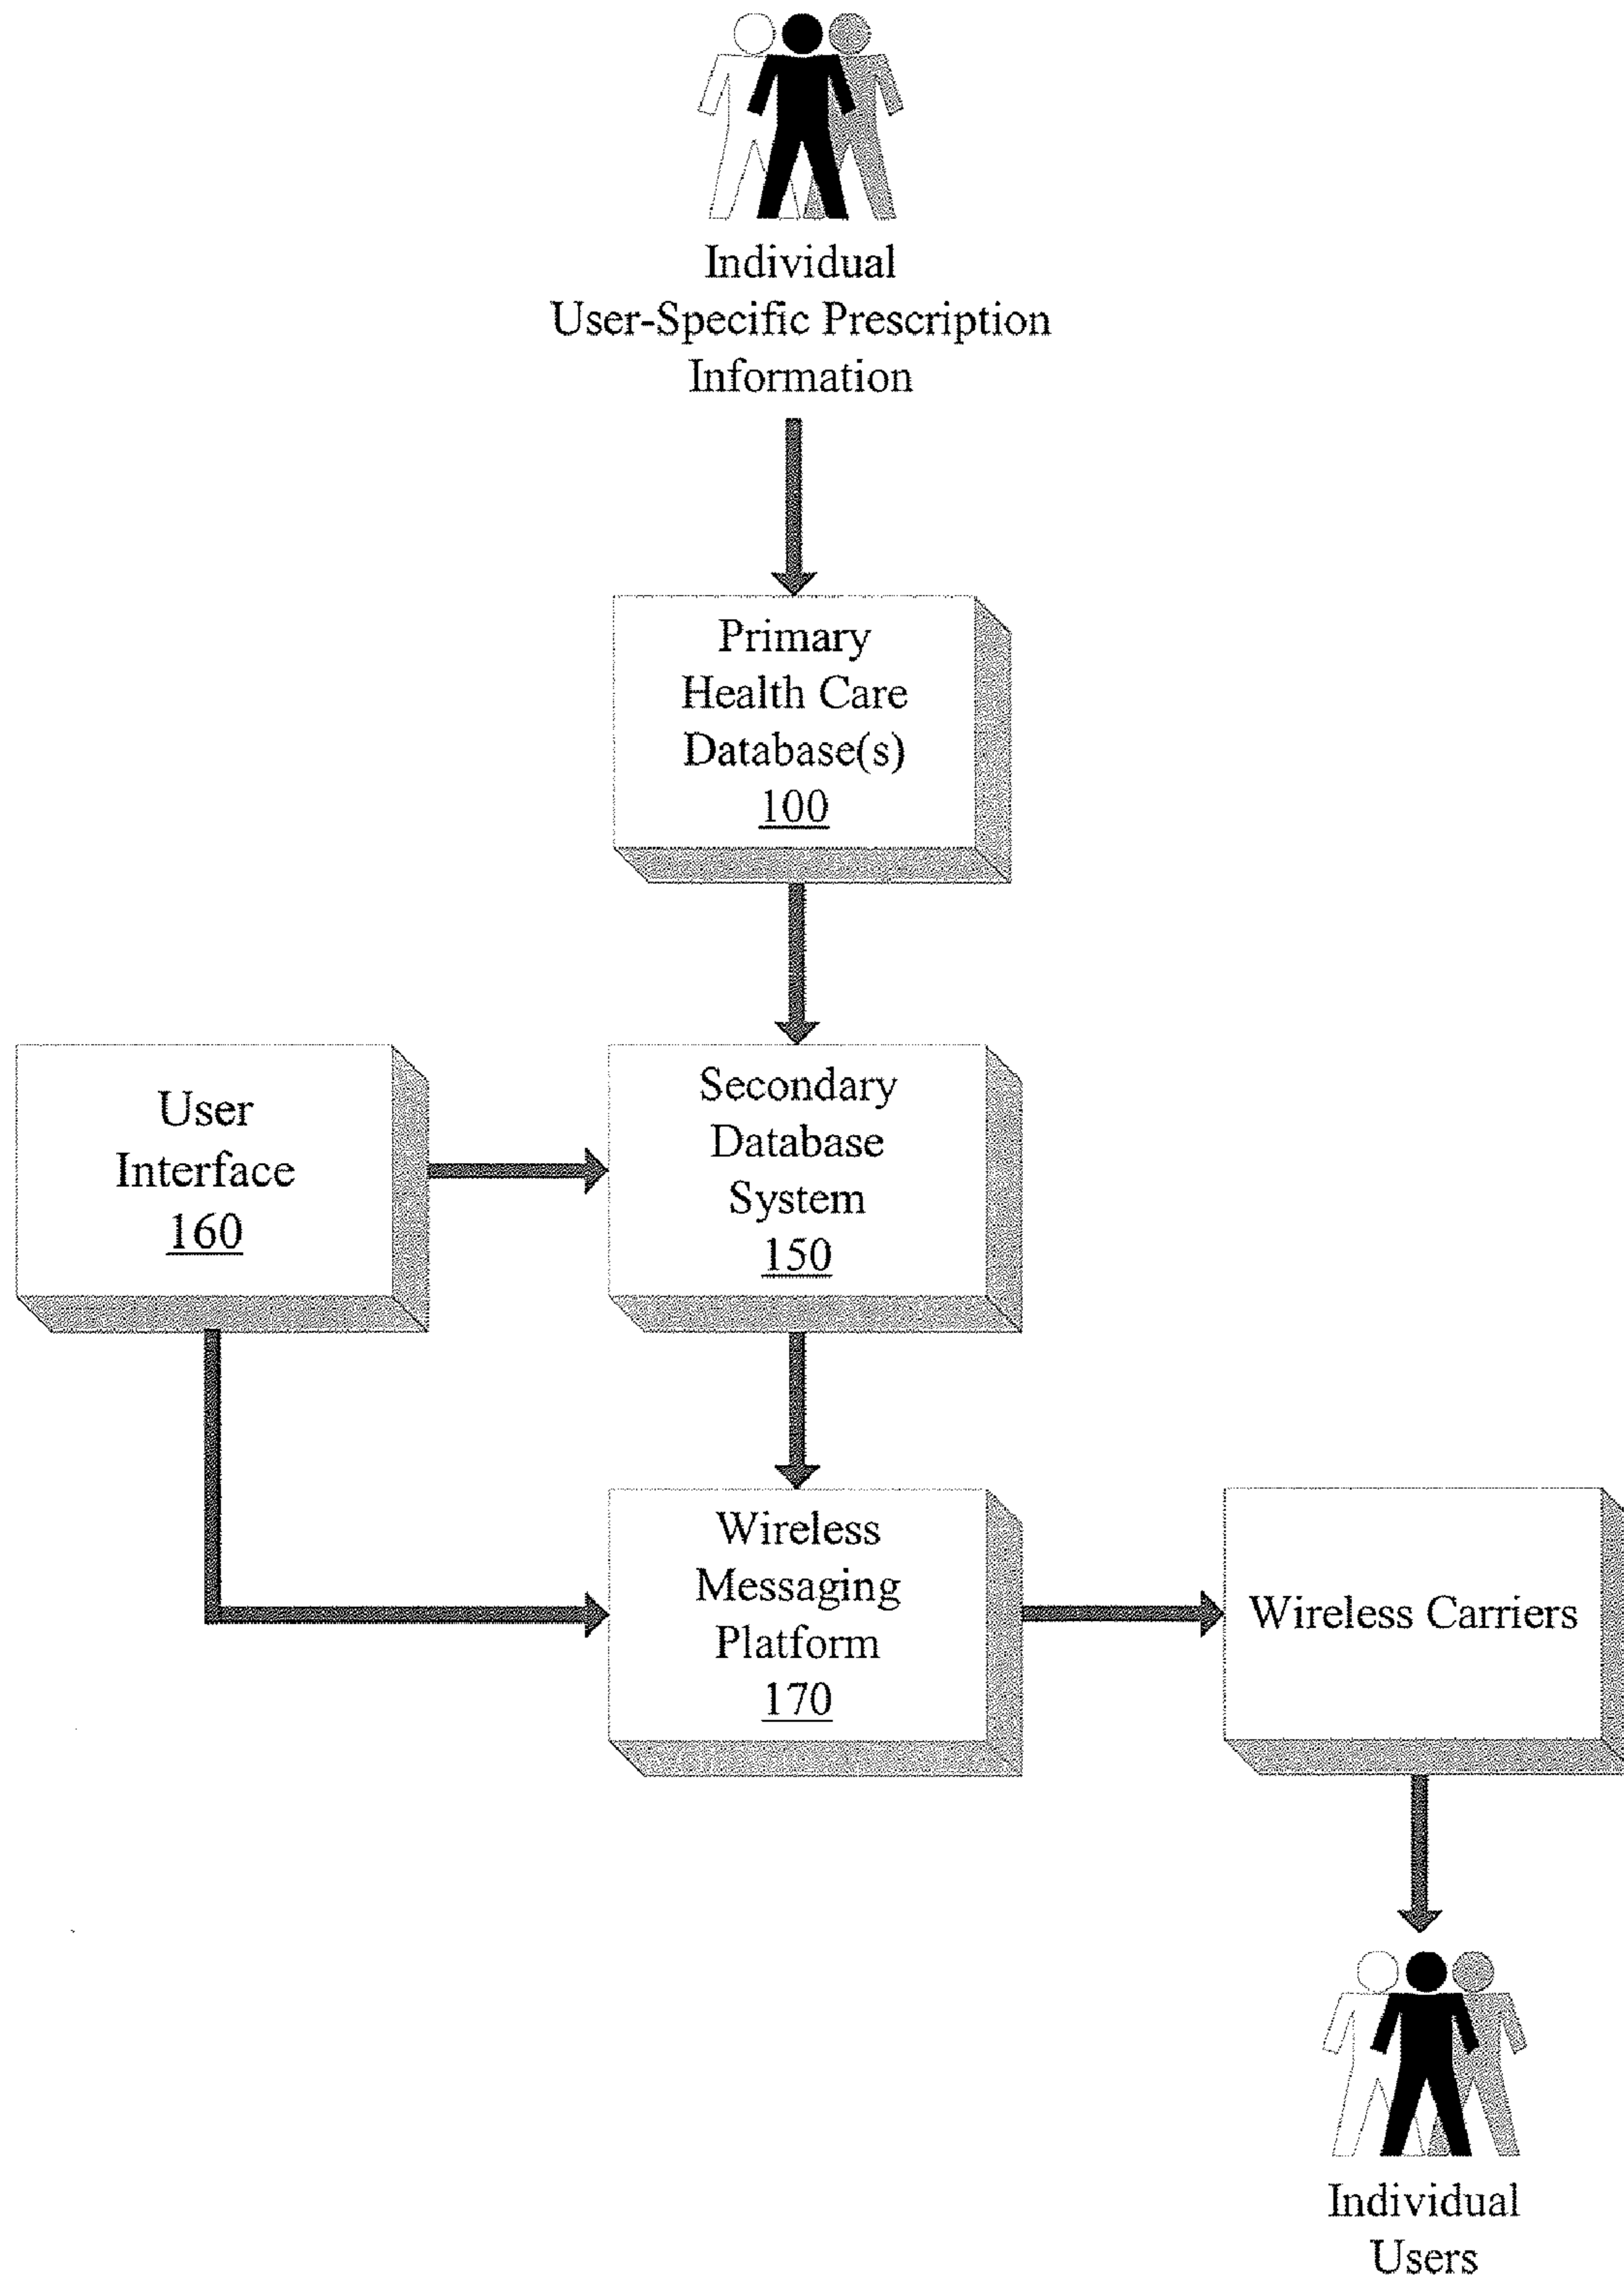 Individual
User-Specific Prescription
Information
Primary
Health Care
Database(s)
100
User
Interface
160
Secondary
Database
System
150
Wireless
Messaging
Platform
170
Wireless Carriers
Individual
Users